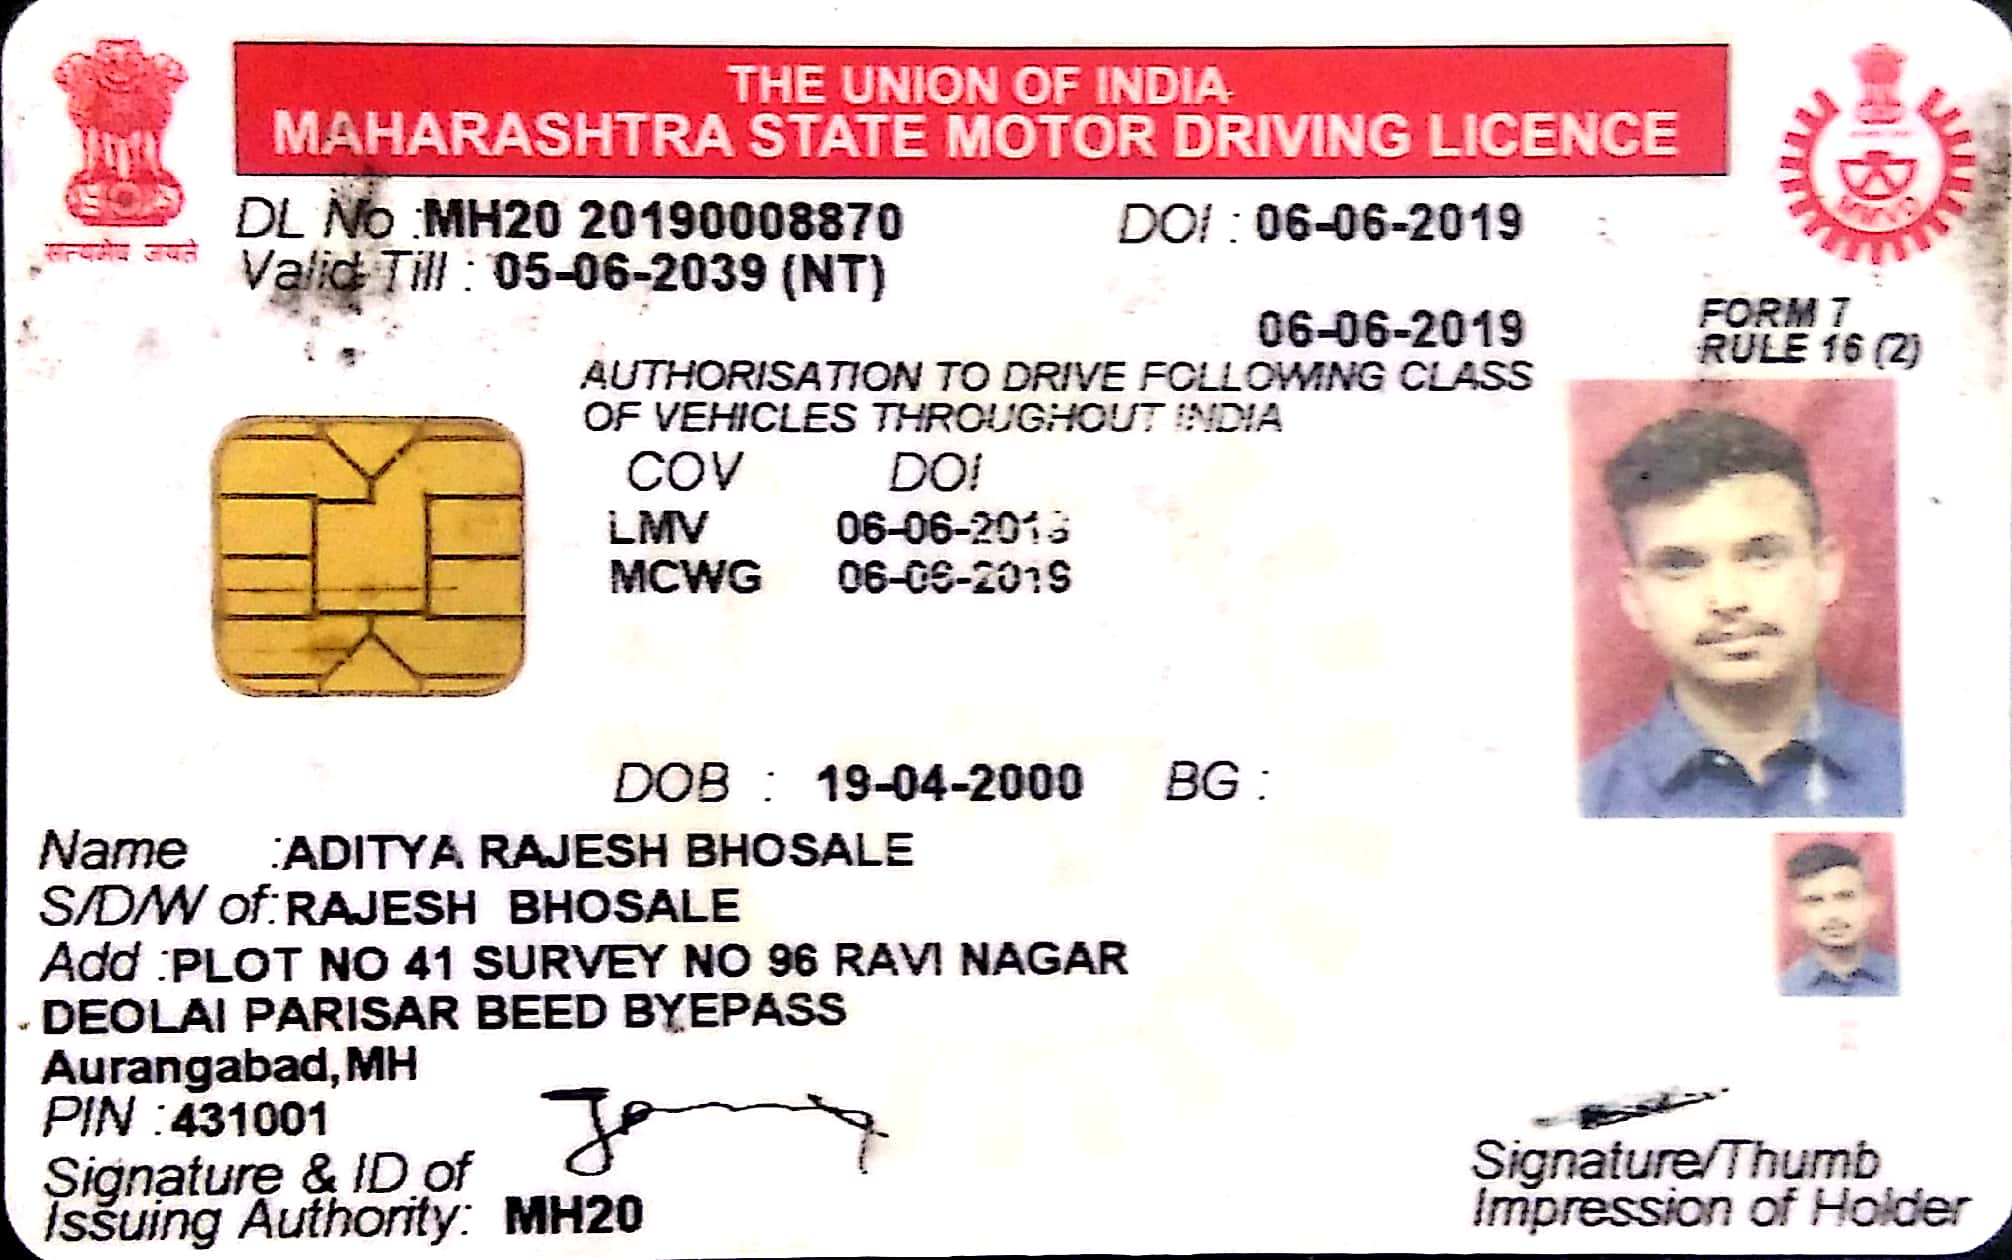 THE UNION OF INDIA
MAHARASHTRA STATE MOTOR DRIVING LICENCE
सत्यमेव जयते
DL No :MH20 20190008870 DOI : 06-06-2019
Valid Till : 05-06-2039 (NT)
06-06-2019
FORM 7
RULE 16 (2)
AUTHORISATION TO DRIVE FOLLOWING CLASS
OF VEHICLES THROUGHOUT INDIA
COV DOI
LMV
MCWG 06-06-2019
DOB : 19-04-2000 BG :
Name :ADITYA RAJESH BHOSALE
S/D/W of:RAJESH BHOSALE
Add :PLOT NO 41 SURVEY NO 96 RAVI NAGAR
DEOLAI PARISAR BEED BYEPASS
Aurangabad,MH
PIN :431001
Signature & ID of
Issuing Authority: MH20
Signature/Thumb
Impression of Holder